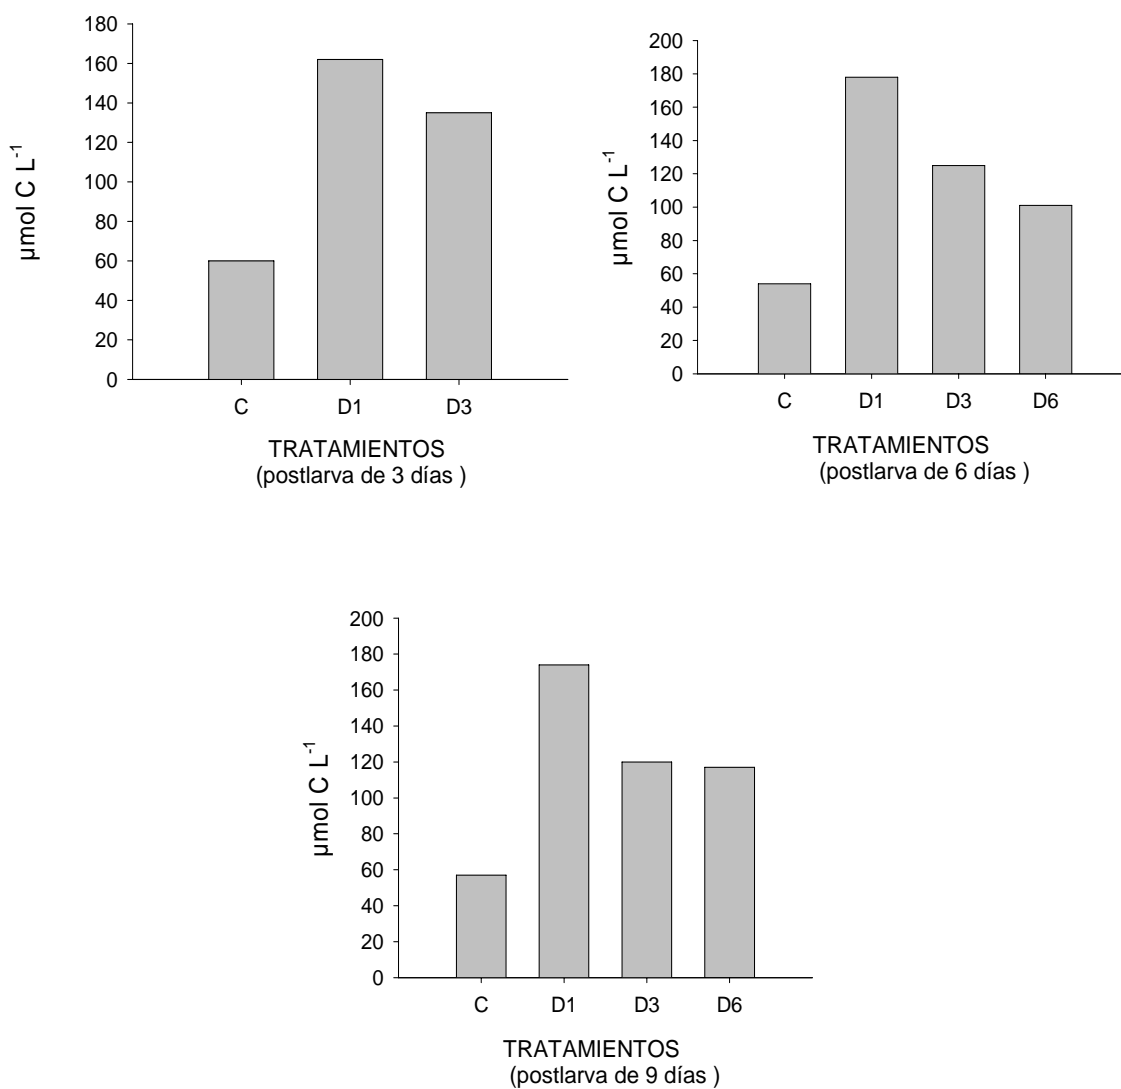 180
160
140
120
100
80
60
40
20
0
µmol C L-1
C D1 D3
TRATAMIENTOS
(postlarva de 3 días )
200
180
160
140
120
100
80
60
40
20
0
µmol C L-1
C D1 D3 D6
TRATAMIENTOS
(postlarva de 6 días )
200
180
160
140
120
100
80
60
40
20
0
µmol C L-1
C D1 D3 D6
TRATAMIENTOS
(postlarva de 9 días )